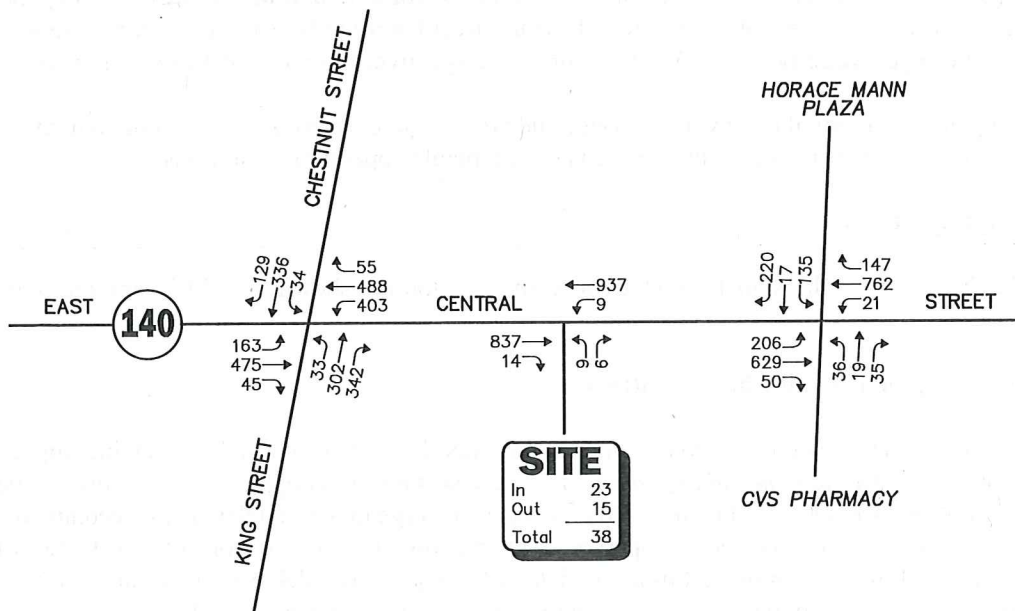 CHESTNUT STREET
HORACE MANN
PLAZA
129 336 34
55
488
403
937
9
220 17 135
147
762
21
EAST
140
CENTRAL
STREET
163
475
45
33 302 342
837
14
9 6
206
629
50
36 19 35
KING STREET
SITE
In 23
Out 15
Total 38
CVS PHARMACY